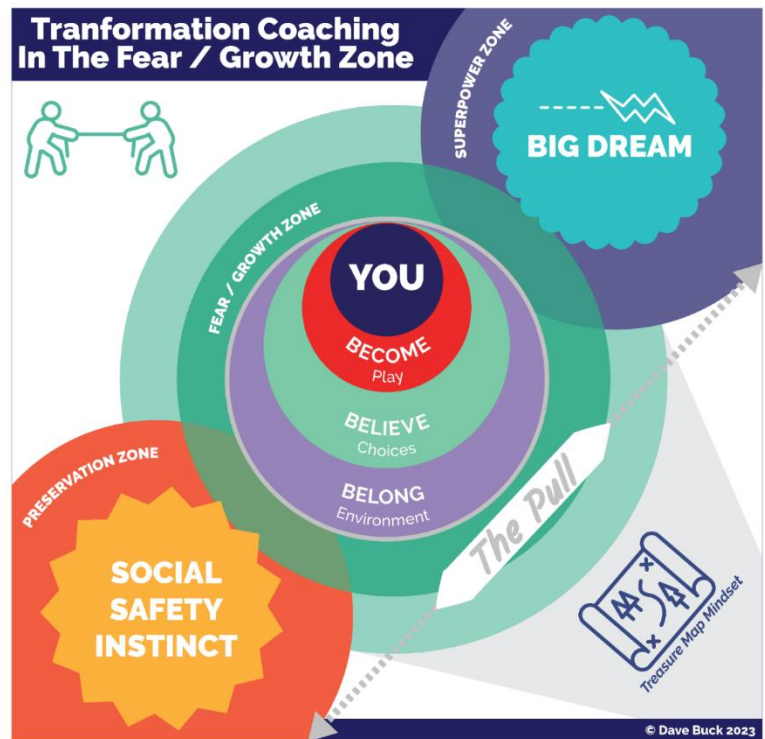 Tranformation Coaching
In The Fear / Growth Zone
SUPERPOWER ZONE
BIG DREAM
FEAR / GROWTH ZONE
YOU
BECOME
Play
BELIEVE
Choices
BELONG
Environment
The Pull
PRESERVATION ZONE
SOCIAL
SAFETY
INSTINCT
Treasure Map Mindset
© Dave Buck 2023